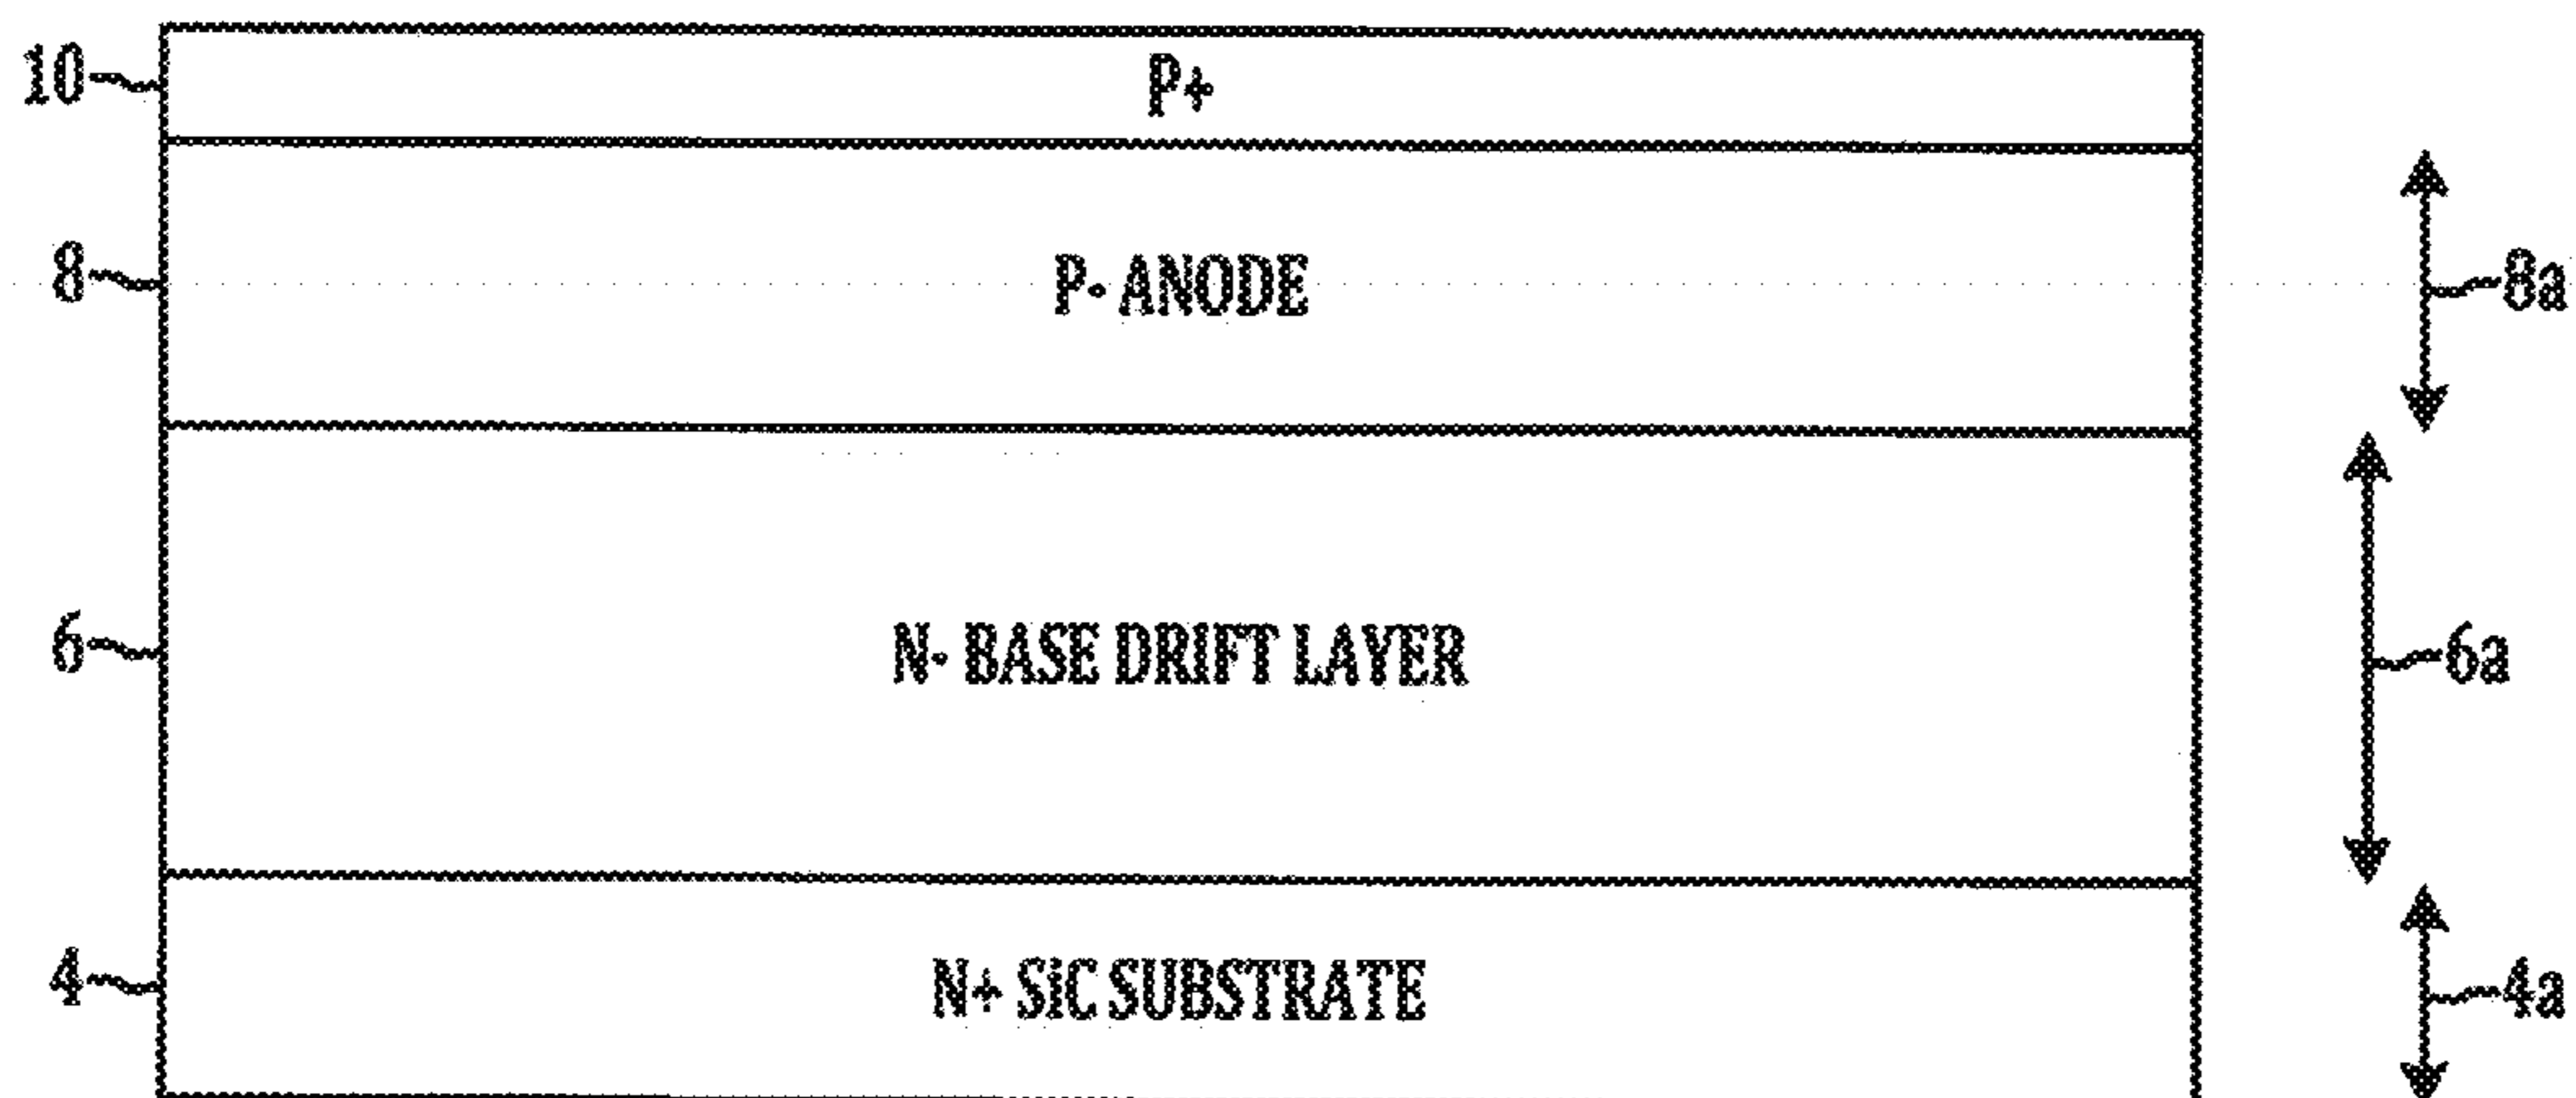 10
P+
8
P- ANODE
8a
6
N- BASE DRIFT LAYER
6a
4
N+ SiC SUBSTRATE
4a